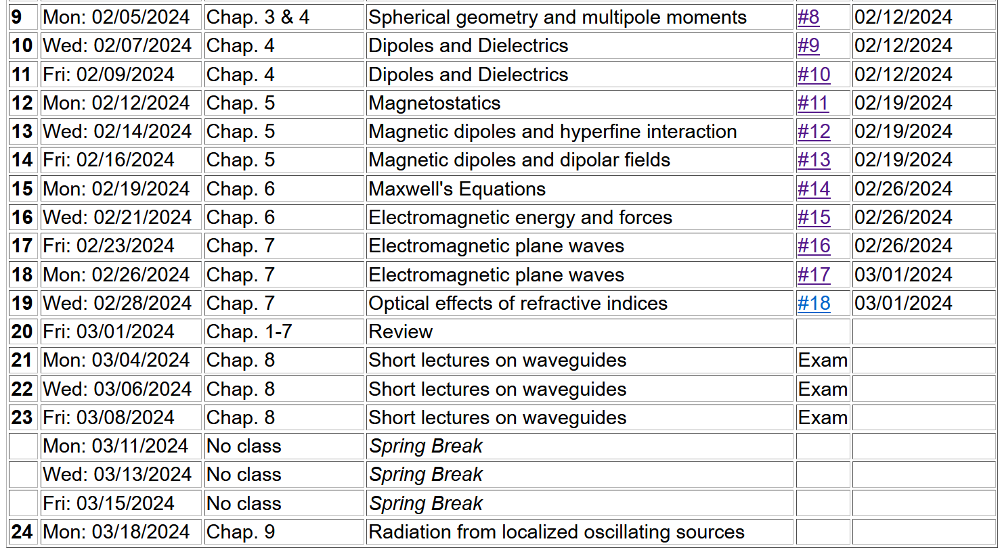 9 Mon: 02/05/2024 Chap. 3 & 4 Spherical geometry and multipole moments #8 02/12/2024
10 Wed: 02/07/2024 Chap. 4 Dipoles and Dielectrics #9 02/12/2024
11 Fri: 02/09/2024 Chap. 4 Dipoles and Dielectrics #10 02/12/2024
12 Mon: 02/12/2024 Chap. 5 Magnetostatics #11 02/19/2024
13 Wed: 02/14/2024 Chap. 5 Magnetic dipoles and hyperfine interaction #12 02/19/2024
14 Fri: 02/16/2024 Chap. 5 Magnetic dipoles and dipolar fields #13 02/19/2024
15 Mon: 02/19/2024 Chap. 6 Maxwell's Equations #14 02/26/2024
16 Wed: 02/21/2024 Chap. 6 Electromagnetic energy and forces #15 02/26/2024
17 Fri: 02/23/2024 Chap. 7 Electromagnetic plane waves #16 02/26/2024
18 Mon: 02/26/2024 Chap. 7 Electromagnetic plane waves #17 03/01/2024
19 Wed: 02/28/2024 Chap. 7 Optical effects of refractive indices #18 03/01/2024
20 Fri: 03/01/2024 Chap. 1-7 Review
21 Mon: 03/04/2024 Chap. 8 Short lectures on waveguides Exam
22 Wed: 03/06/2024 Chap. 8 Short lectures on waveguides Exam
23 Fri: 03/08/2024 Chap. 8 Short lectures on waveguides Exam
Mon: 03/11/2024 No class Spring Break
Wed: 03/13/2024 No class Spring Break
Fri: 03/15/2024 No class Spring Break
24 Mon: 03/18/2024 Chap. 9 Radiation from localized oscillating sources